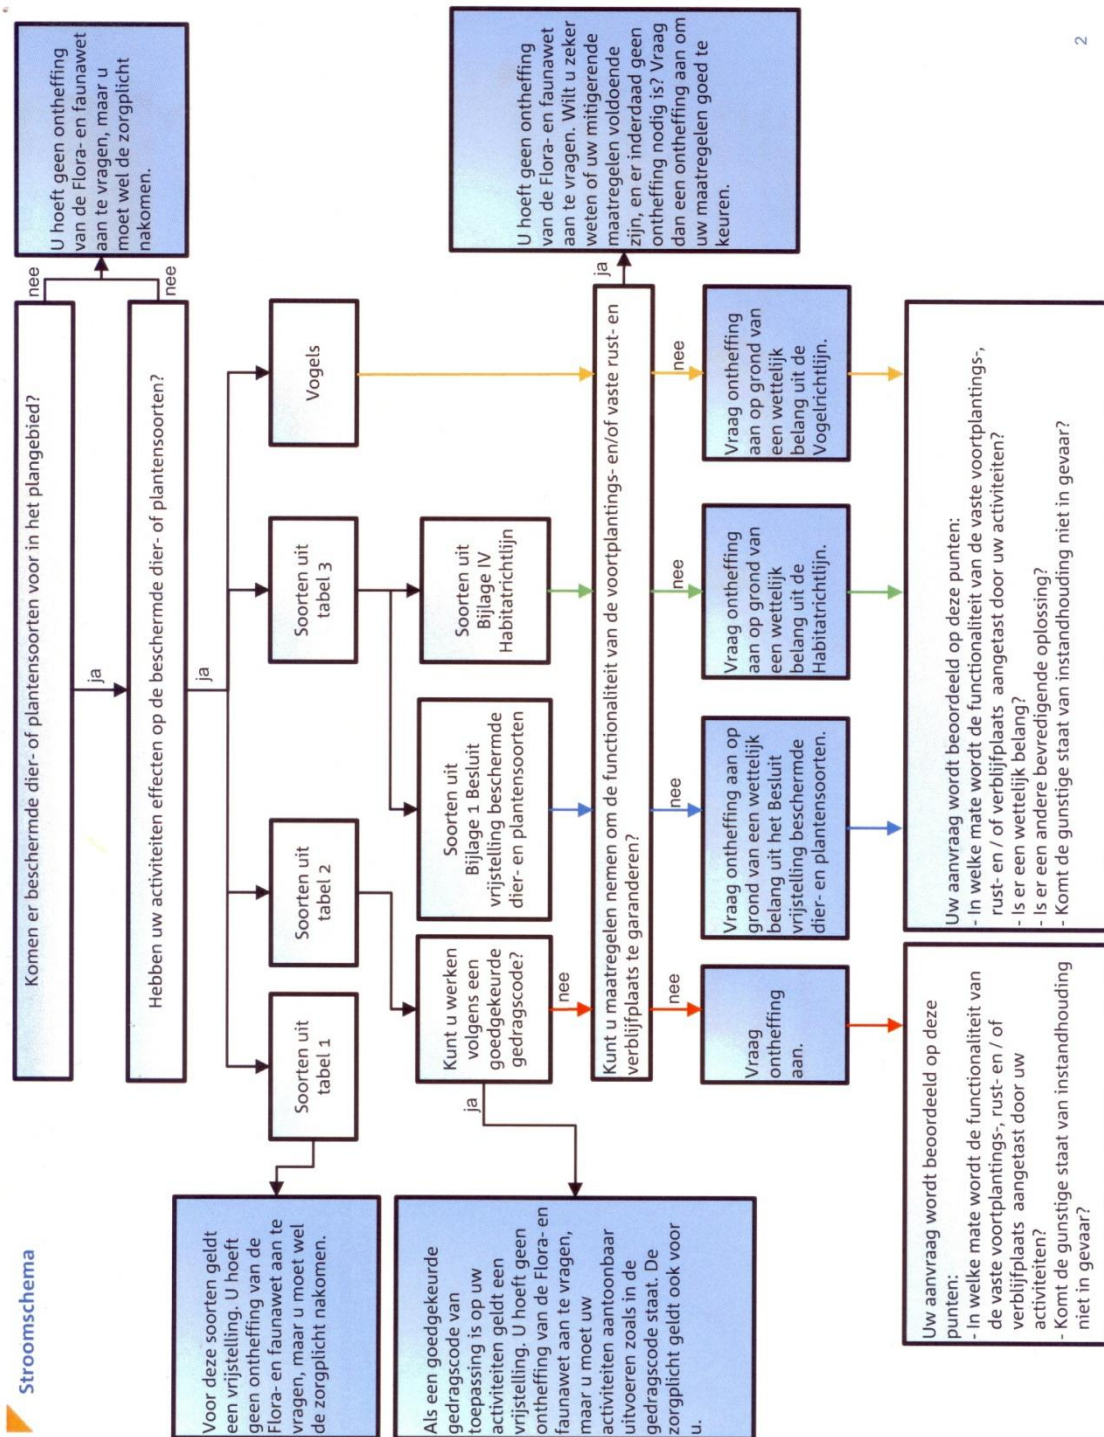 Stroomschema
Komen er beschermde dier- of plantensoorten voor in het plangebied?
nee
U hoeft geen ontheffing
van de Flora- en faunawet
aan te vragen, maar u
moet wel de zorgplicht
nakomen.
ja
Hebben uw activiteiten effecten op de beschermde dier- of plantensoorten?
nee
ja
Soorten uit
tabel 1
Soorten uit
tabel 2
Soorten uit
tabel 3
Vogels
Voor deze soorten geldt
een vrijstelling. U hoeft
geen ontheffing van de
Flora- en faunawet aan te
vragen, maar u moet wel
de zorgplicht nakomen.
Kunt u werken
volgens een
goedgekeurde
gedragscode?
Soorten uit
Bijlage 1 Besluit
vrijstelling beschermde
dier- en plantensoorten
Soorten uit
Bijlage IV
Habitatrichtlijn
ja
nee
Als een goedgekeurde
gedragscode van
toepassing is op uw
activiteiten geldt een
vrijstelling. U hoeft geen
ontheffing van de Flora- en
faunawet aan te vragen,
maar u moet uw
activiteiten aantoonbaar
uitvoeren zoals in de
gedragscode staat. De
zorgplicht geldt ook voor
u.
Kunt u maatregelen nemen om de functionaliteit van de voortplantings- en/of vaste rust- en
verblijfplaats te garanderen?
ja
U hoeft geen ontheffing
van de Flora- en faunawet
aan te vragen. Wilt u zeker
weten of uw mitigerende
maatregelen voldoende
zijn, en er inderdaad geen
ontheffing nodig is? Vraag
dan een ontheffing aan om
uw maatregelen goed te
keuren.
nee
nee
nee
nee
Vraag
ontheffing
aan.
Vraag ontheffing aan op
grond van een wettelijk
belang uit het Besluit
vrijstelling beschermde
dier- en plantensoorten.
Vraag ontheffing
aan op grond van
een wettelijk
belang uit de
Habitatrichtlijn.
Vraag ontheffing
aan op grond van
een wettelijk
belang uit de
Vogelrichtlijn.
Uw aanvraag wordt beoordeeld op deze
punten:
- In welke mate wordt de functionaliteit van
de vaste voortplantings-, rust- en / of
verblijfplaats aangetast door uw
activiteiten?
- Komt de gunstige staat van instandhouding
niet in gevaar?
Uw aanvraag wordt beoordeeld op deze punten:
- In welke mate wordt de functionaliteit van de vaste voortplantings-,
rust- en / of verblijfplaats aangetast door uw activiteiten?
- Is er een wettelijk belang?
- Is er een andere bevredigende oplossing?
- Komt de gunstige staat van instandhouding niet in gevaar?
2